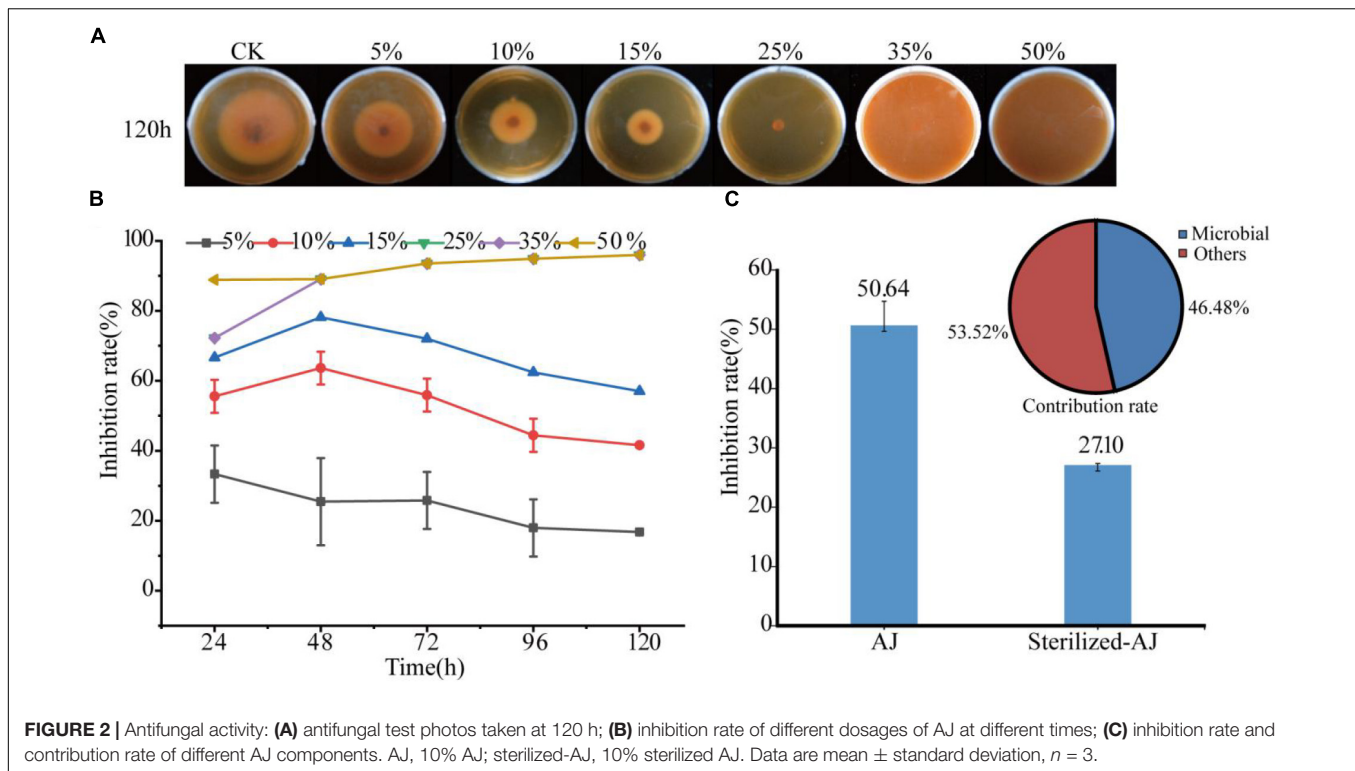 A
CK 5% 10% 15% 25% 35% 50%
120h
B
5% 10% 15% 25% 35% 50 %
100
80
60
40
20
0
Inhibition rate(%)
24 48 72 96 120
Time(h)
C
Microbial
Others
46.48%
53.52%
Contribution rate
60
50
40
30
20
10
0
Inhibition rate(%)
50.64
27.10
AJ Sterilized-AJ
FIGURE 2 | Antifungal activity: (A) antifungal test photos taken at 120 h; (B) inhibition rate of different dosages of AJ at different times; (C) inhibition rate and
contribution rate of different AJ components. AJ, 10% AJ; sterilized-AJ, 10% sterilized AJ. Data are mean ± standard deviation, n = 3.